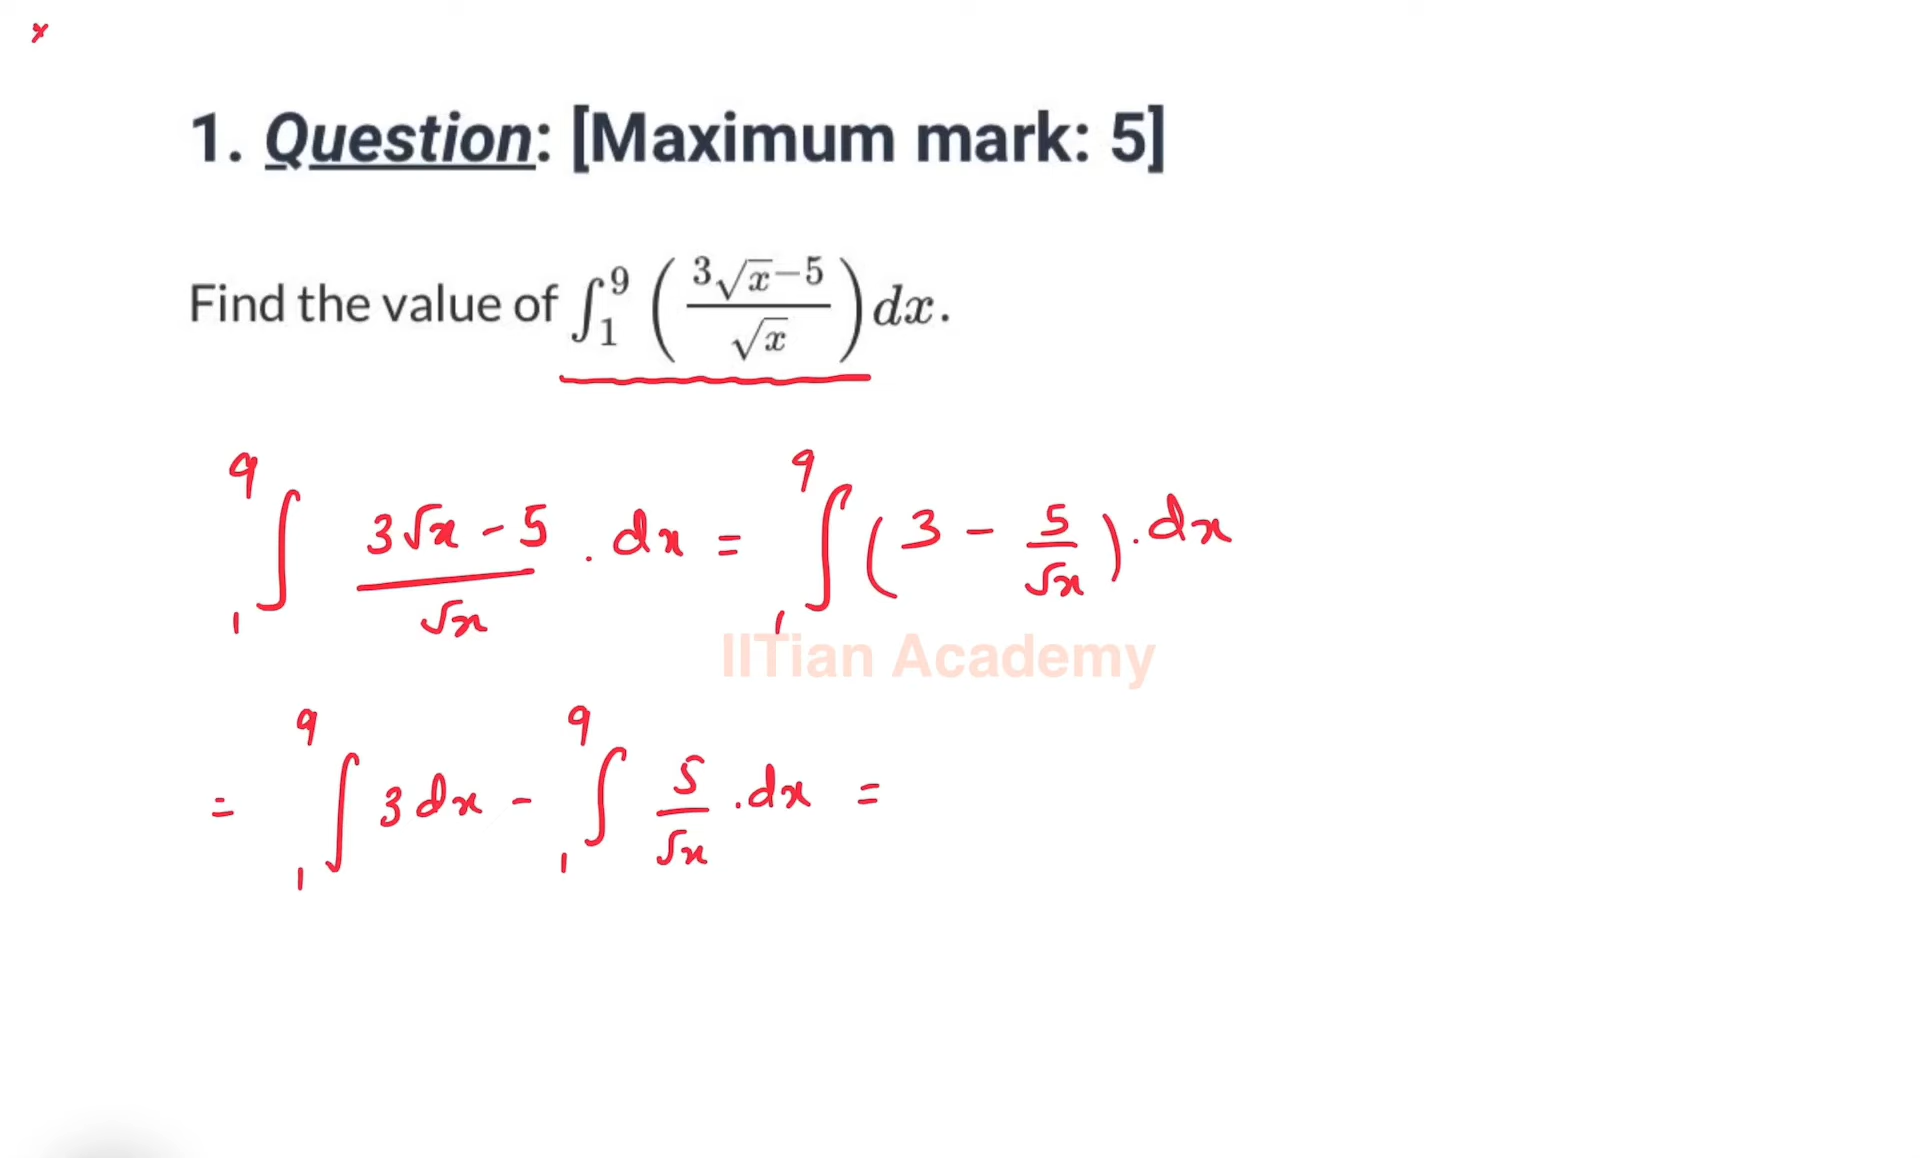 1. Question: [Maximum mark: 5]
Find the value of ∫₁⁹ ( (3√x−5)/√x ) dx.
∫₁⁹ (3√x - 5)/√x . dx = ∫₁⁹ ( 3 - 5/√x ) . dx
IITian Academy
= ∫₁⁹ 3 dx - ∫₁⁹ 5/√x . dx =